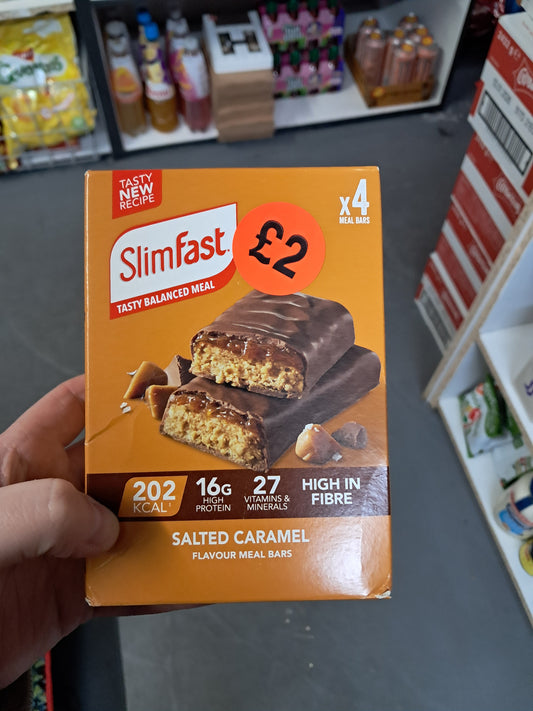 TASTY
NEW
RECIPE
x4
MEAL BARS
£2
SlimFast
TASTY BALANCED MEAL
202
KCAL
16G
HIGH
PROTEIN
27
VITAMINS &
MINERALS
HIGH IN
FIBRE
SALTED CARAMEL
FLAVOUR MEAL BARS